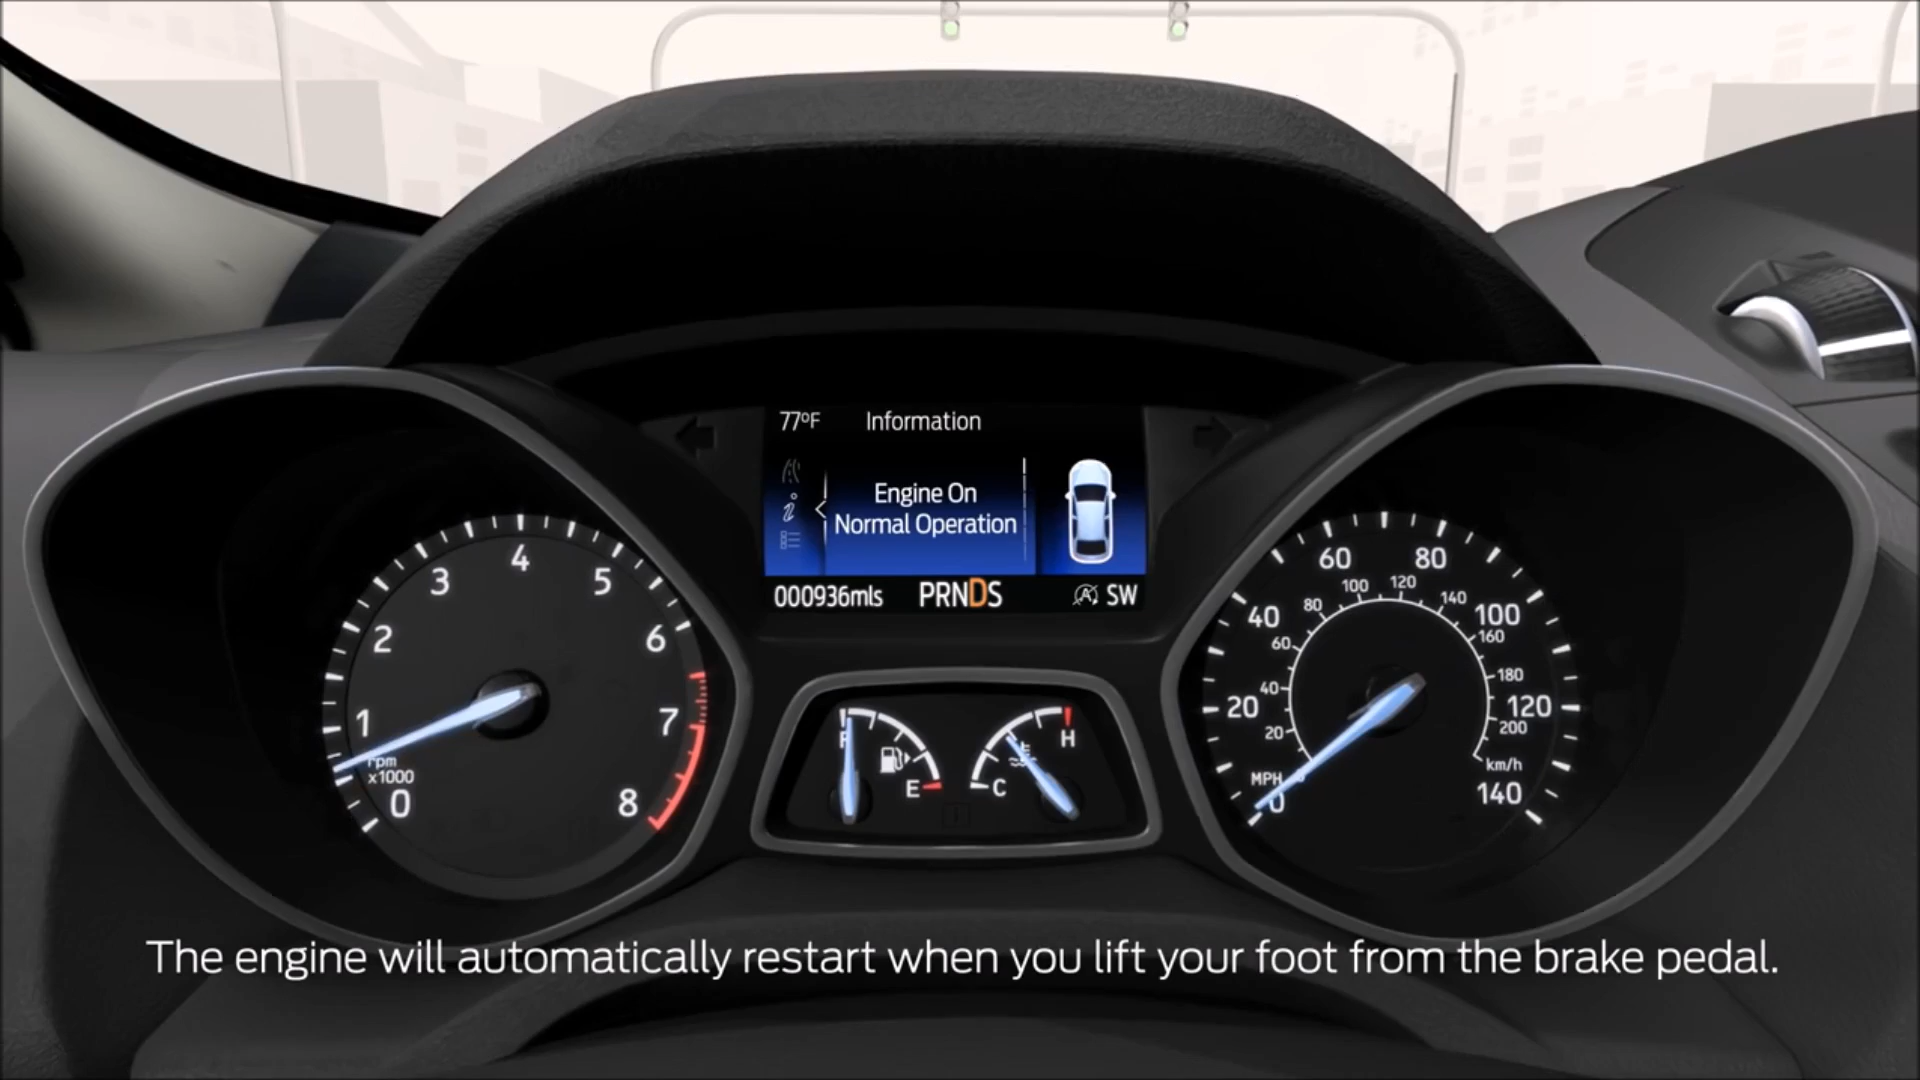 77ºF Information
Engine On
Normal Operation
000936mls PRNDS SW
0 1 2 3 4 5 6 7 8
rpm
x1000
F E
C H
0 20 40 60 80 100 120 140
MPH
20 40 60 80 100 120 140 160 180 200
km/h
The engine will automatically restart when you lift your foot from the brake pedal.